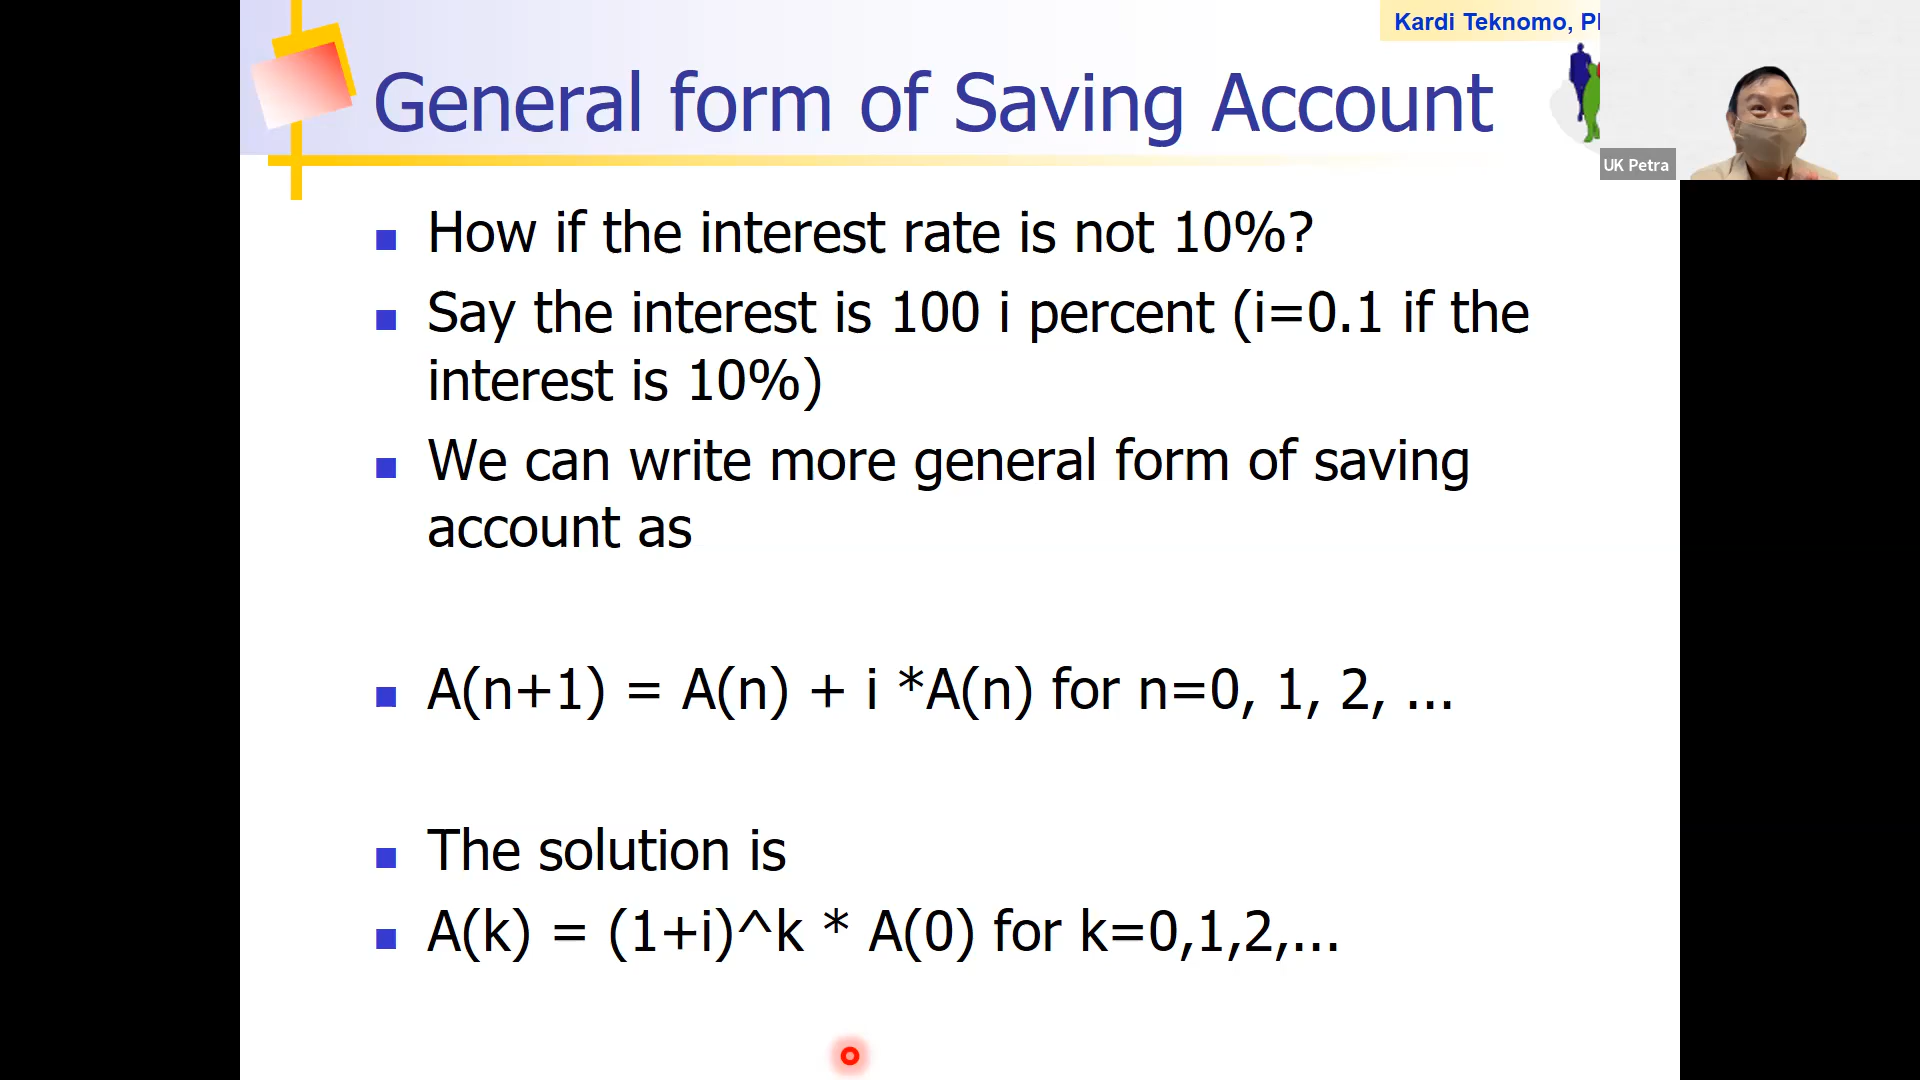 Kardi Teknomo,
General form of Saving Account
UK Petra
How if the interest rate is not 10%?
Say the interest is 100 i percent (i=0.1 if the
interest is 10%)
We can write more general form of saving
account as
A(n+1) = A(n) + i *A(n) for n=0, 1, 2, ...
The solution is
A(k) = (1+i)^k * A(0) for k=0,1,2,...